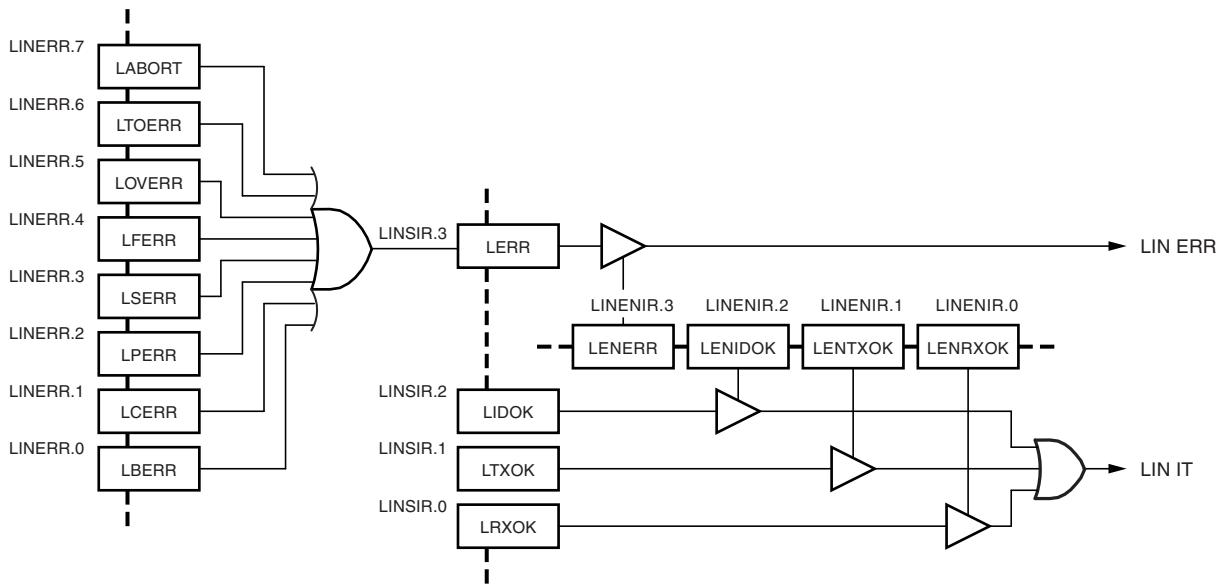 LINERR.7
LABORT
LINERR.6
LTOERR
LINERR.5
LOVERR
LINERR.4
LFERR
LINERR.3
LSERR
LINERR.2
LPERR
LINERR.1
LCERR
LINERR.0
LBERR
LINSIR.3
LERR
LIN ERR
LINENIR.3 LINENIR.2 LINENIR.1 LINENIR.0
LENERR LENIDOK LENTXOK LENRXOK
LINSIR.2
LIDOK
LINSIR.1
LTXOK
LIN IT
LINSIR.0
LRXOK